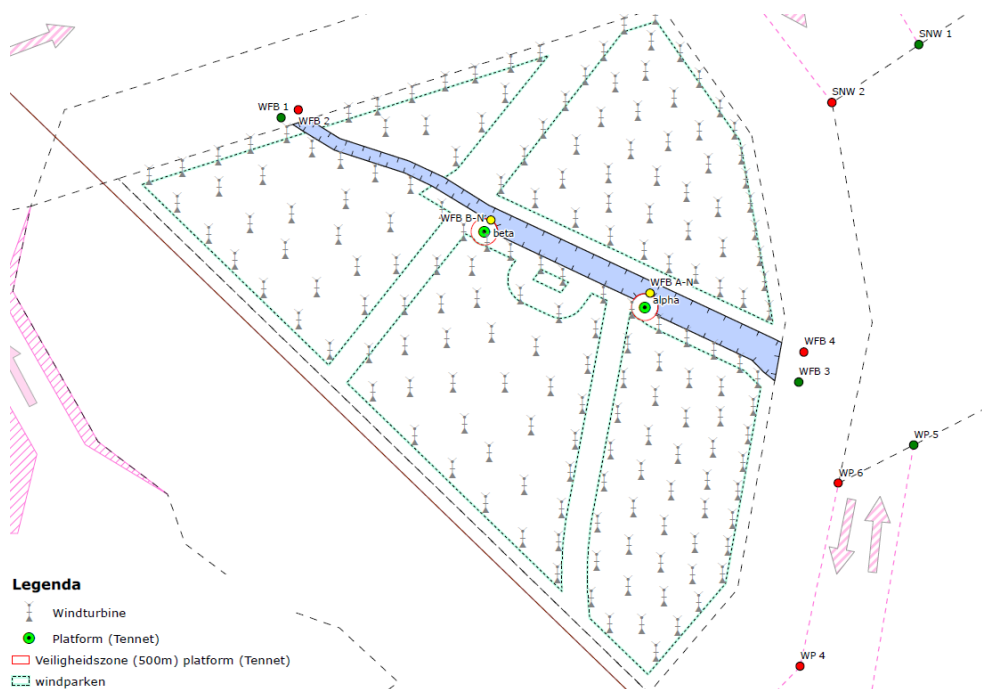 SNW 1
SNW 2
WFB 1
WFB 2
WFB B-N
beta
WFB A-N
alpha
WFB 4
WFB 3
WP 5
WP 6
WP 4
Legenda
Windturbine
Platform (Tennet)
Veiligheidszone (500m) platform (Tennet)
windparken